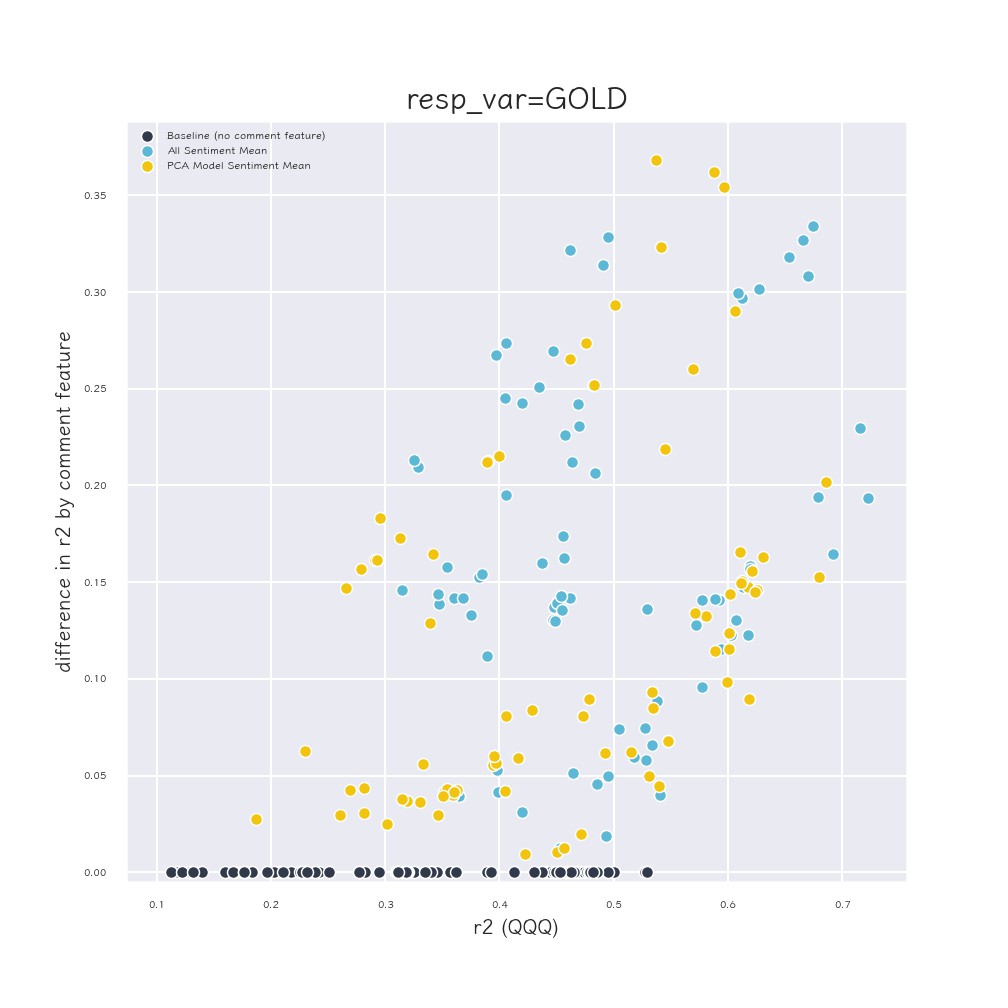 resp_var=GOLD
Baseline (no comment feature)
All Sentiment Mean
PCA Model Sentiment Mean
difference in r2 by comment feature
0.35
0.30
0.25
0.20
0.15
0.10
0.05
0.00
0.1 0.2 0.3 0.4 0.5 0.6 0.7
r2 (QQQ)